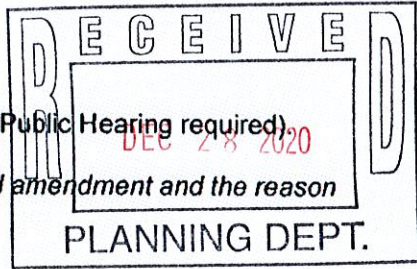 RECEIVED
Public Hearing required).
DEC 28 2020
amendment and the reason
PLANNING DEPT.